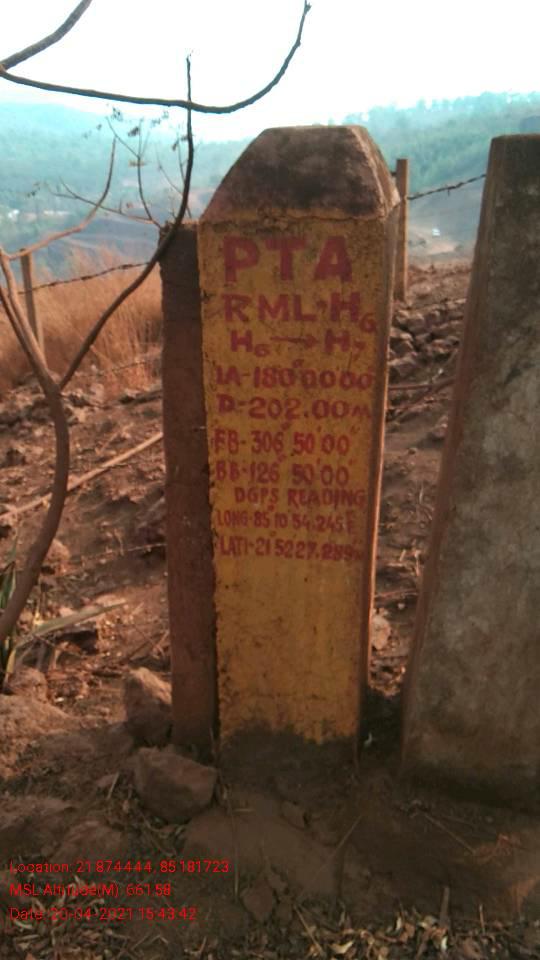 PTA
RML-H6
H6→H7
IA-180°00'00"
D-202.00M
FB-306°50'00"
BB-126°50'00"
DGPS READING
LONG-85°10'54.245"E
LATI-21°52'27.289"N
Location: 21.874444, 85.181723
MSL Altitude(M): 661.58
Date: 20-04-2021 15:43:42